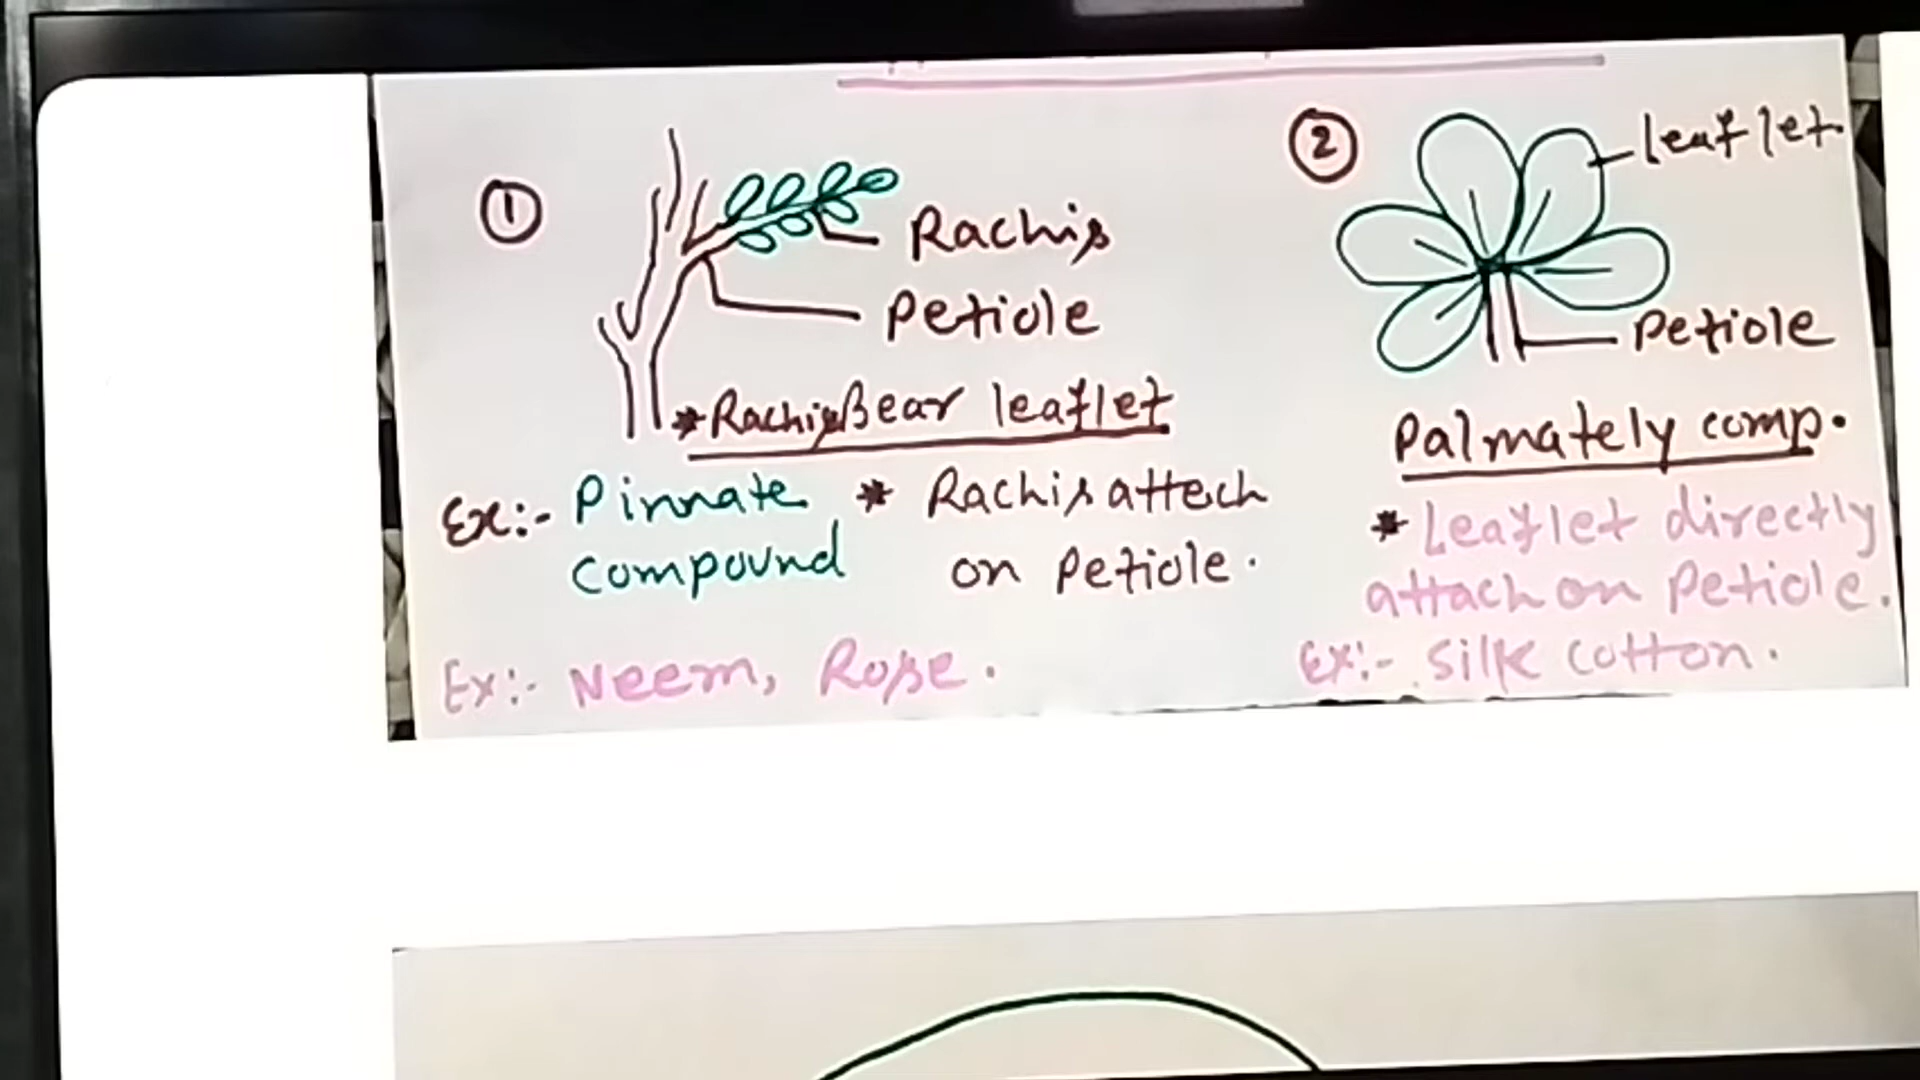 ①
Rachis
Petiole
*Rachis Bear leaflet
Ex:- Pinnate compound
* Rachis attech
on Petiole.
Ex:- Neem, Rose.
②
leaflet
Petiole
Palmately comp.
* Leaflet directly
attach on Petiole.
Ex:- Silk cotton.